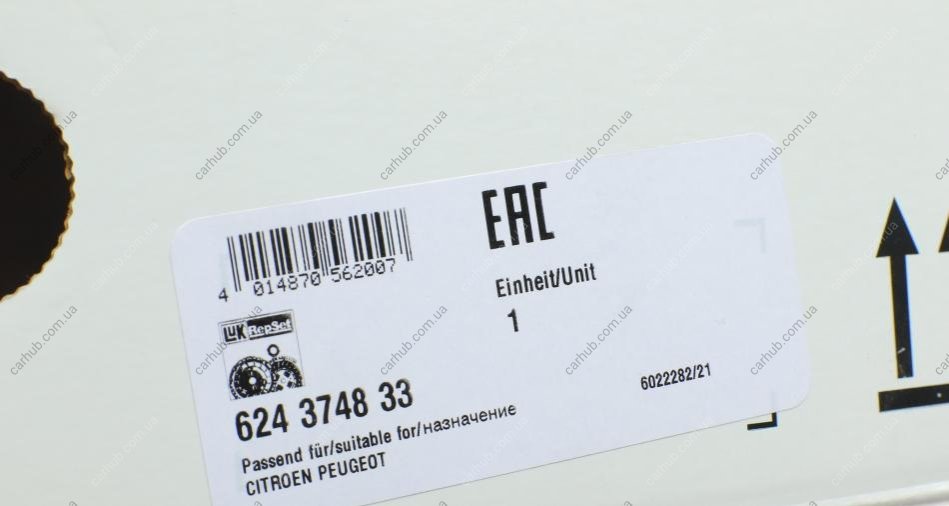 EAC
4 014870 562007
Einheit/Unit
1
LuK RepSet
624 3748 33
6022282/21
Passend für/suitable for/назначение
CITROEN PEUGEOT
carhub.com.ua